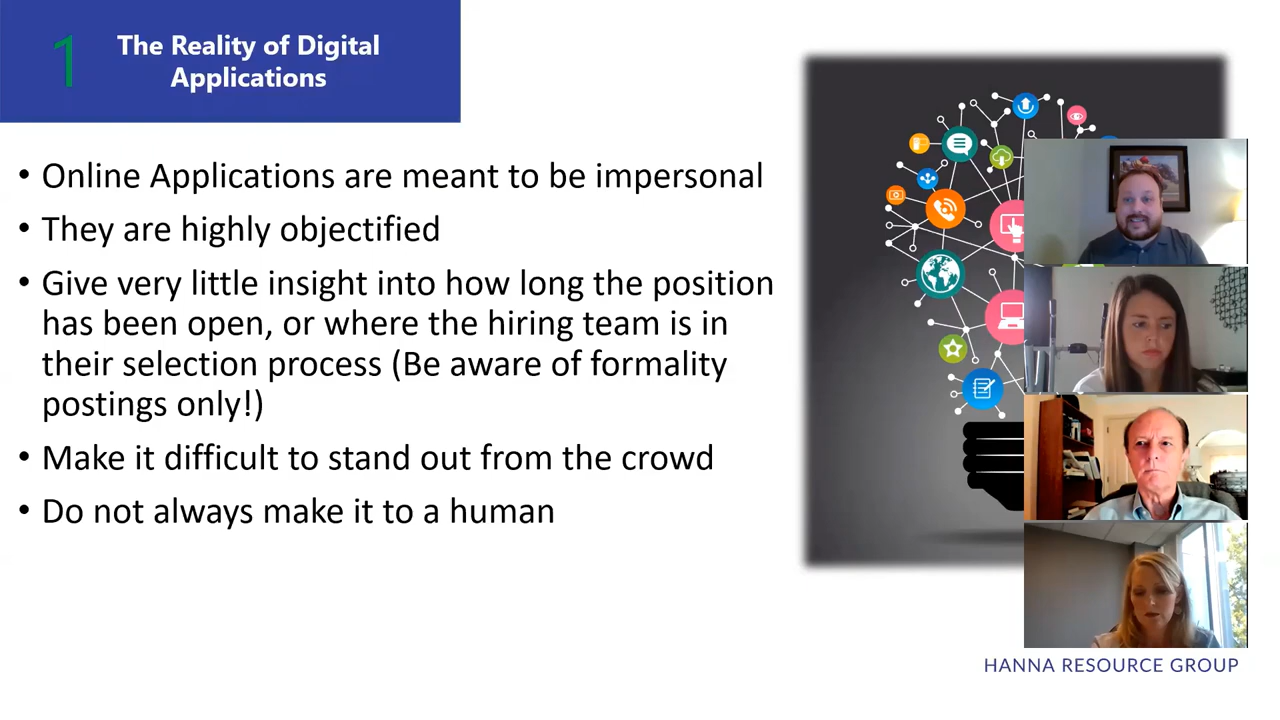 1
The Reality of Digital
Applications
• Online Applications are meant to be impersonal
• They are highly objectified
• Give very little insight into how long the position
has been open, or where the hiring team is in
their selection process (Be aware of formality
postings only!)
• Make it difficult to stand out from the crowd
• Do not always make it to a human
HANNA RESOURCE GROUP